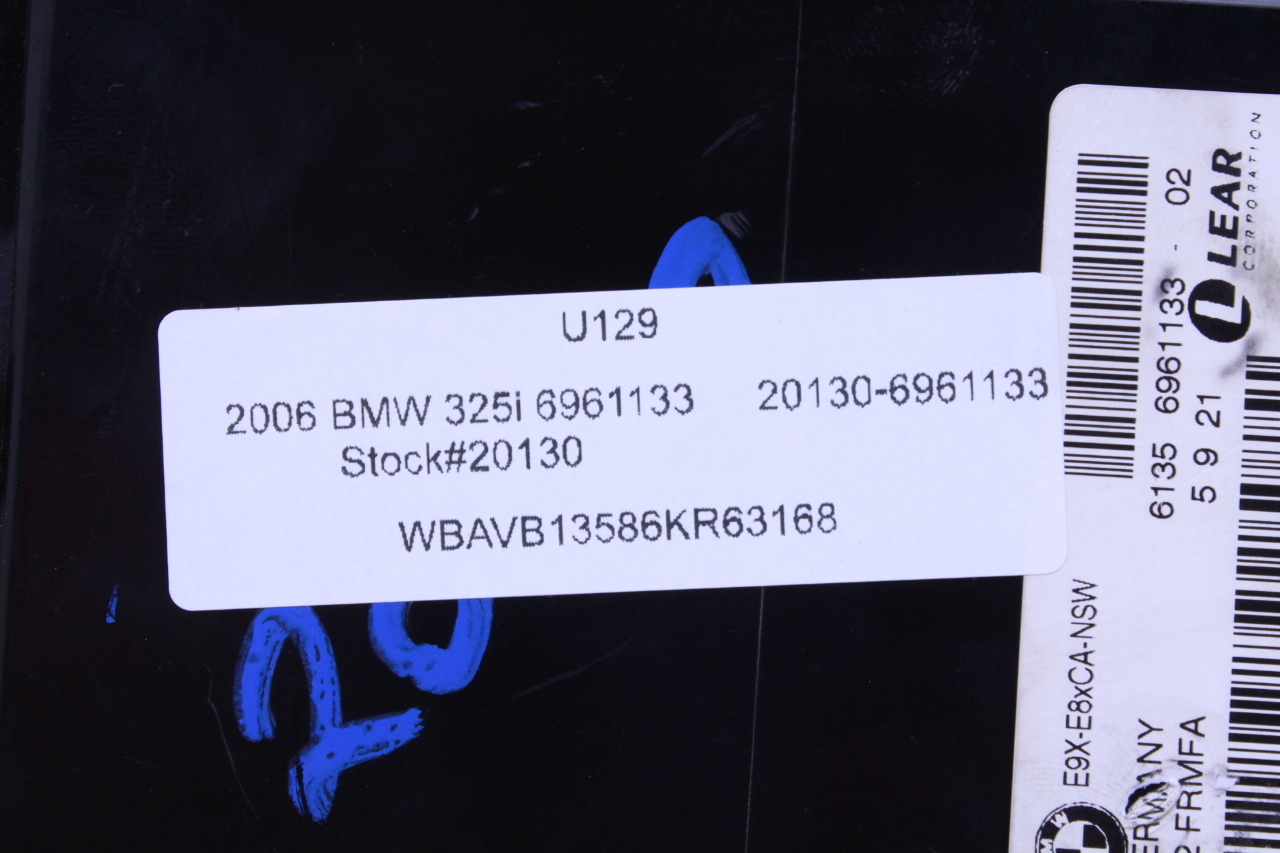 U129
2006 BMW 325i 6961133 20130-6961133
Stock#20130
WBAVB13586KR63168
LEAR
CORPORATION
6135 6961133 - 02
5 9 21
E9X-E8xCA-NSW
FRMFA
BMW